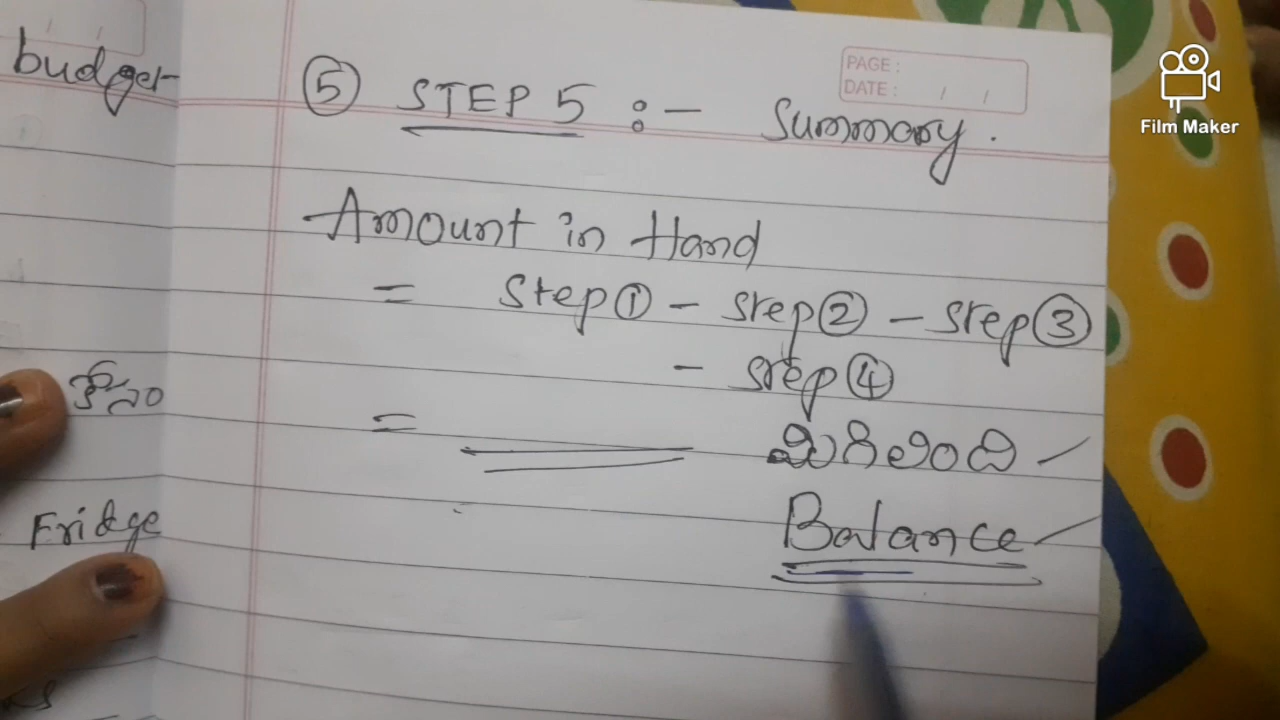 budget
PAGE :
DATE : / /
⑤ STEP 5 :- Summary.
Film Maker
Amount in Hand
= Step① - step② - step③
- step④
= మిగిలింది
Balance
Fridge